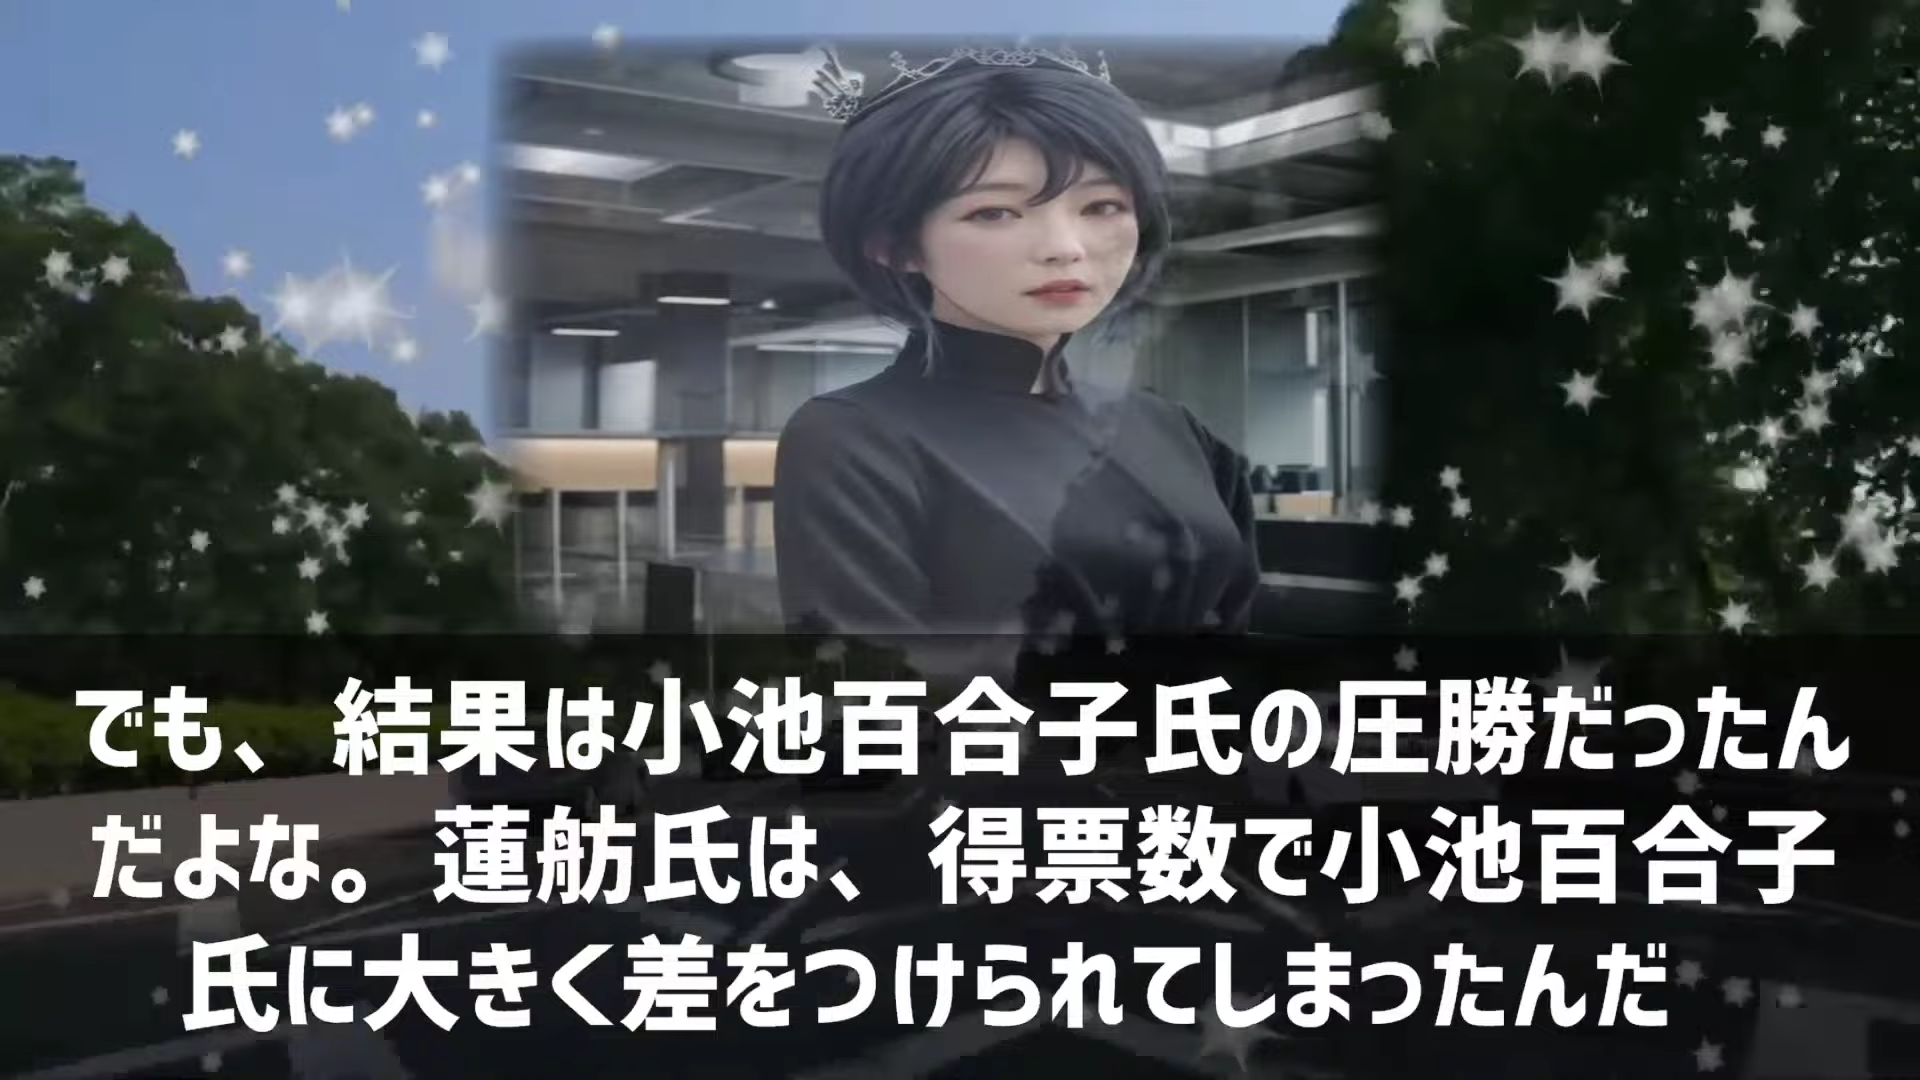 でも、結果は小池百合子氏の圧勝だったん
だよな。蓮舫氏は、得票数で小池百合子
氏に大きく差をつけられてしまったんだ